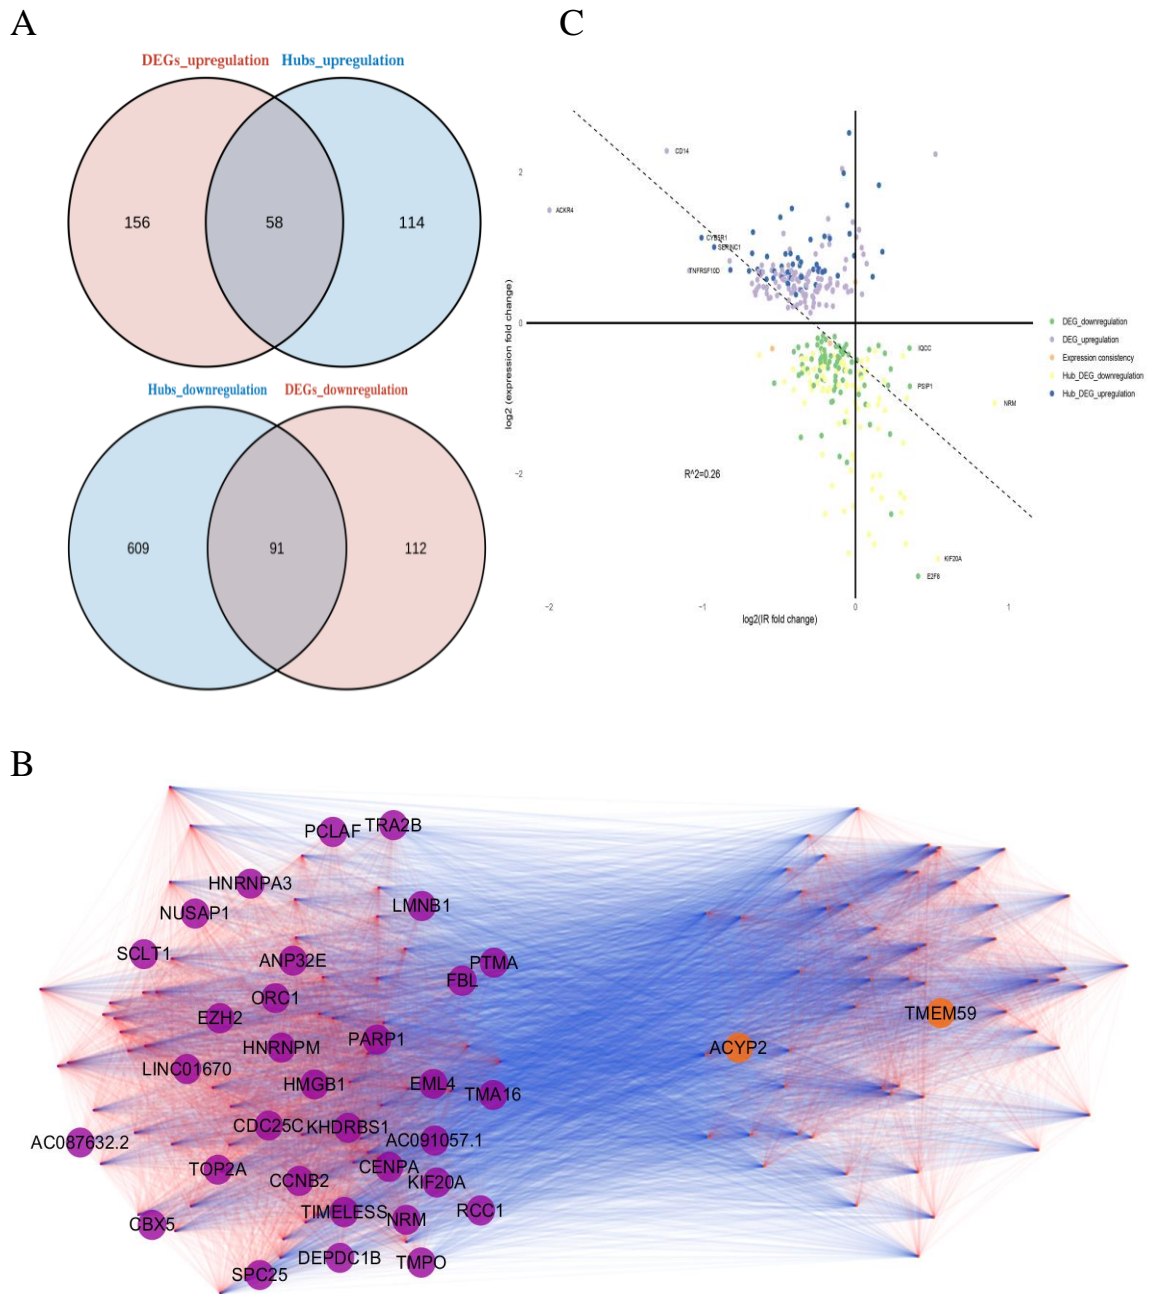 A
C
DEGs_upregulation Hubs_upregulation
156 58 114
Hubs_downregulation DEGs_downregulation
609 91 112
log2 (expression fold change)
2
0
−2
CD14
ACKR4
CYB5R1
SERINC1
ITNFRSF10D
IQCC
PSIP1
NRM
R^2=0.26
KIF20A
E2F8
−2 −1 0 1
log2(IR fold change)
DEG_downregulation
DEG_upregulation
Expression consistency
Hub_DEG_downregulation
Hub_DEG_upregulation
B
PCLAF TRA2B
HNRNPA3
NUSAP1 LMNB1
SCLT1 ANP32E PTMA
FBL
ORC1
EZH2 TMEM59
HNRNPM PARP1 ACYP2
LINC01670
HMGB1 EML4 TMA16
CDC25C KHDRBS1
AC087632.2 AC091057.1
TOP2A CENPA
CCNB2 KIF20A
CBX5 TIMELESS NRM RCC1
DEPDC1B TMPO
SPC25